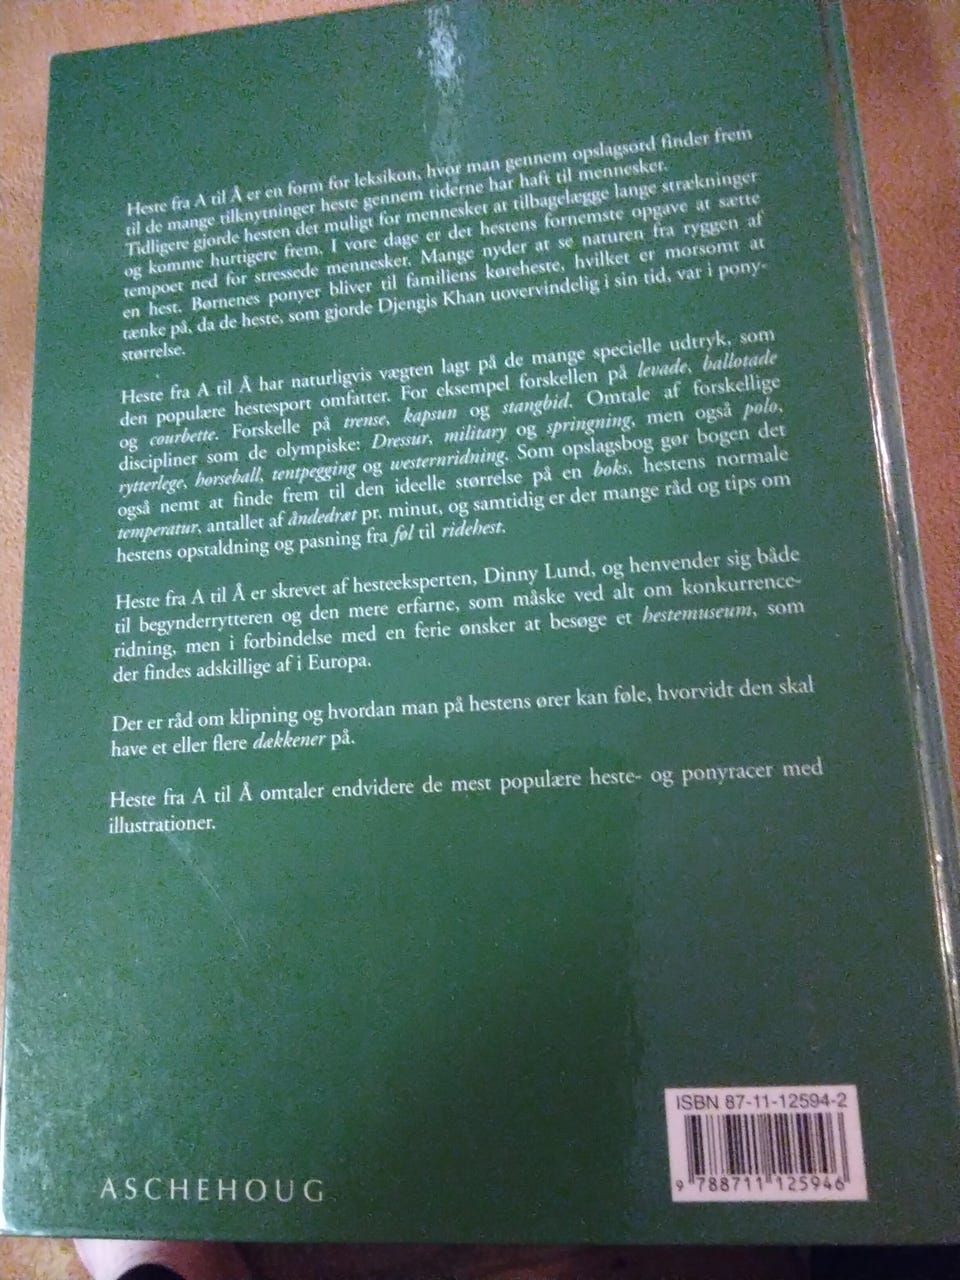 Heste fra A til Å er en form for leksikon, hvor man gennem opslagsord finder frem
til de mange tilknytninger heste gennem tiderne har haft til mennesker.
Tidligere gjorde hesten det muligt for mennesket at tilbagelægge lange strækninger
og komme hurtigere frem. I vore dage er det hestens fornemste opgave at sætte
tempoet ned for stressede mennesker. Mange nyder at se naturen fra ryggen af
en hest. Børnenes ponyer bliver til familiens køreheste, hvilket er morsomt at
tænke på, da de heste, som gjorde Djengis Khan uovervindelig i sin tid, var i pony-
størrelse.
Heste fra A til Å har naturligvis vægten lagt på de mange specielle udtryk, som
den populære hestesport omfatter. For eksempel forskellen på levade, ballotade
og courbette. Forskelle på trense, kapsun og stangbid. Omtale af forskellige
discipliner som de olympiske: Dressur, military og springning, men også polo,
rytterlege, horseball, tentpegging og westernridning. Som opslagsbog gør bogen det
også nemt at finde frem til den ideelle størrelse på en boks, hestens normale
temperatur, antallet af åndedræt pr. minut, og samtidig er der mange råd og tips om
hestens opstaldning og pasning fra føl til ridehest.
Heste fra A til Å er skrevet af hesteeksperten, Dinny Lund, og henvender sig både
til begynderrytteren og den mere erfarne, som måske ved alt om konkurrence-
ridning, men i forbindelse med en ferie ønsker at besøge et hestemuseum, som
der findes adskillige af i Europa.
Der er råd om klipning og hvordan man på hestens ører kan føle, hvorvidt den skal
have et eller flere dækkener på.
Heste fra A til Å omtaler endvidere de mest populære heste- og ponyracer med
illustrationer.
ISBN 87-11-12594-2
9 788711 125946
ASCHEHOUG